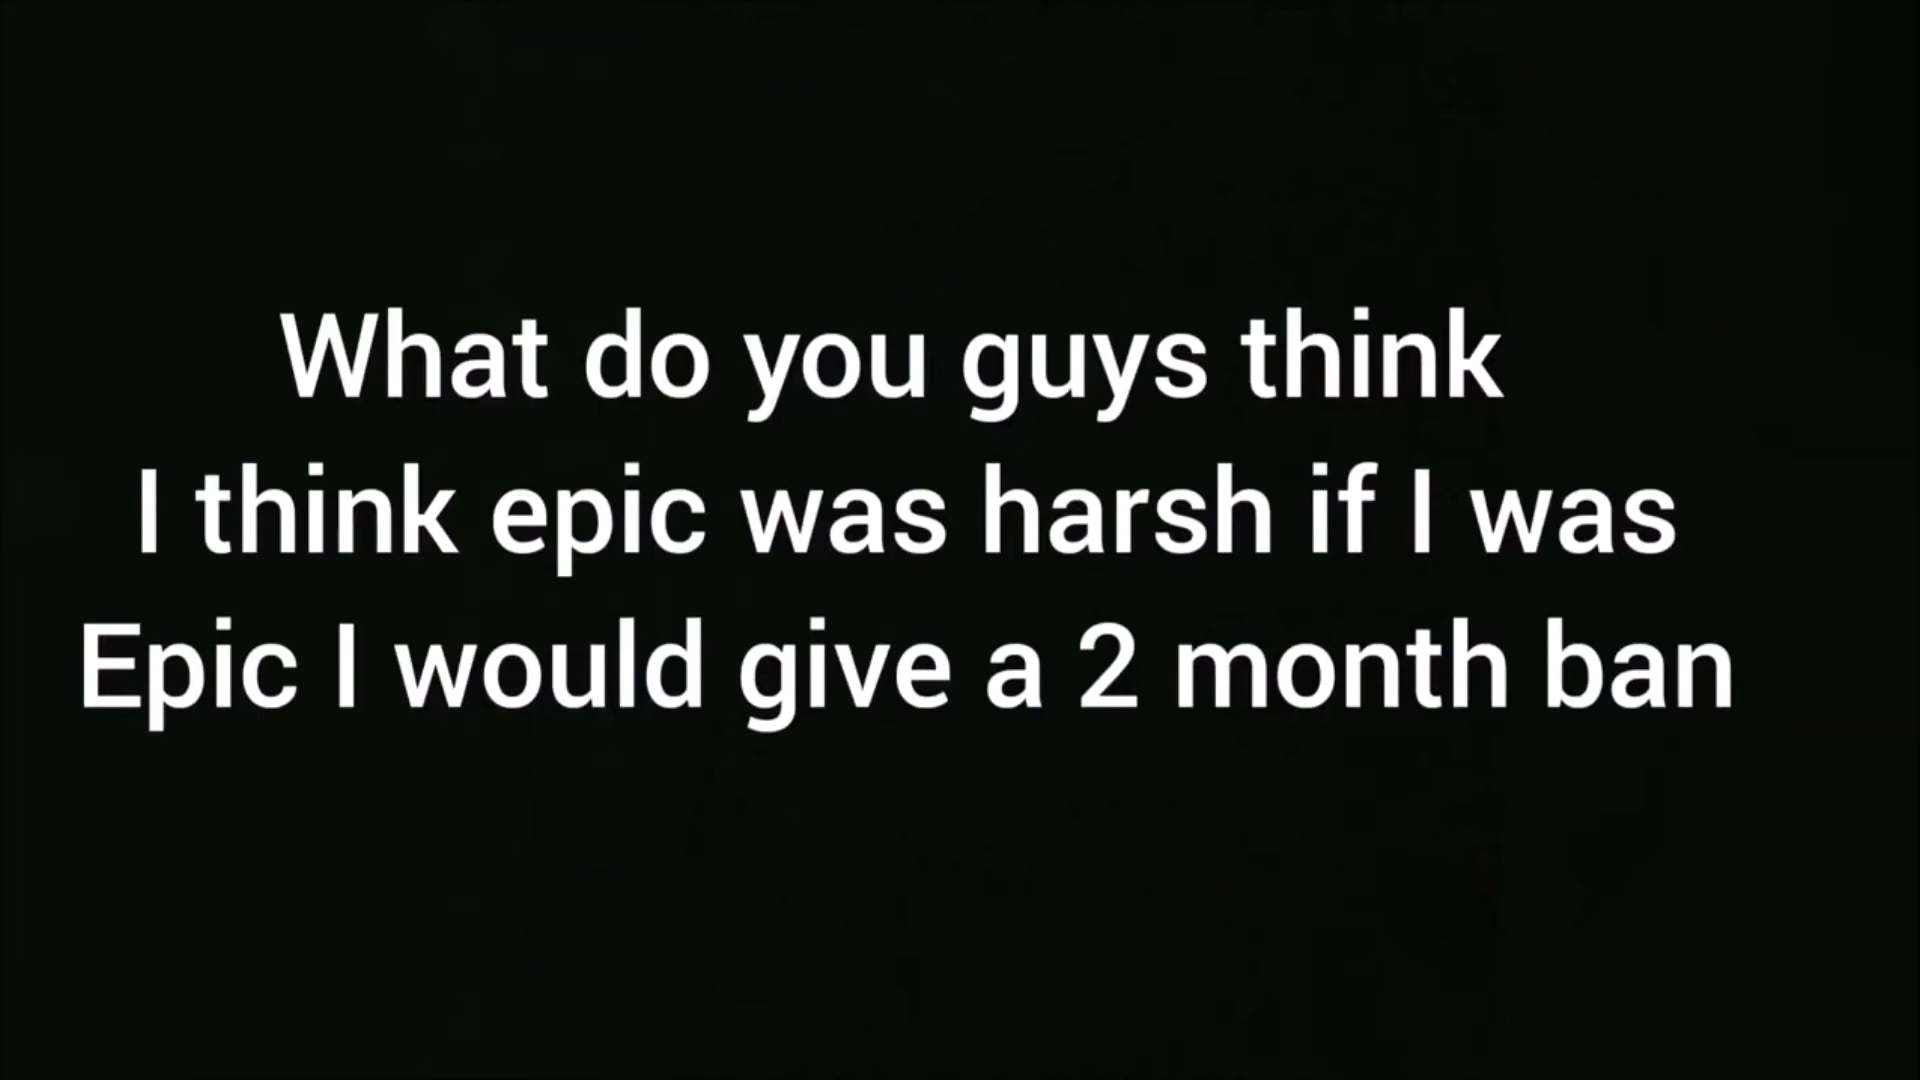 What do you guys think
I think epic was harsh if I was
Epic I would give a 2 month ban